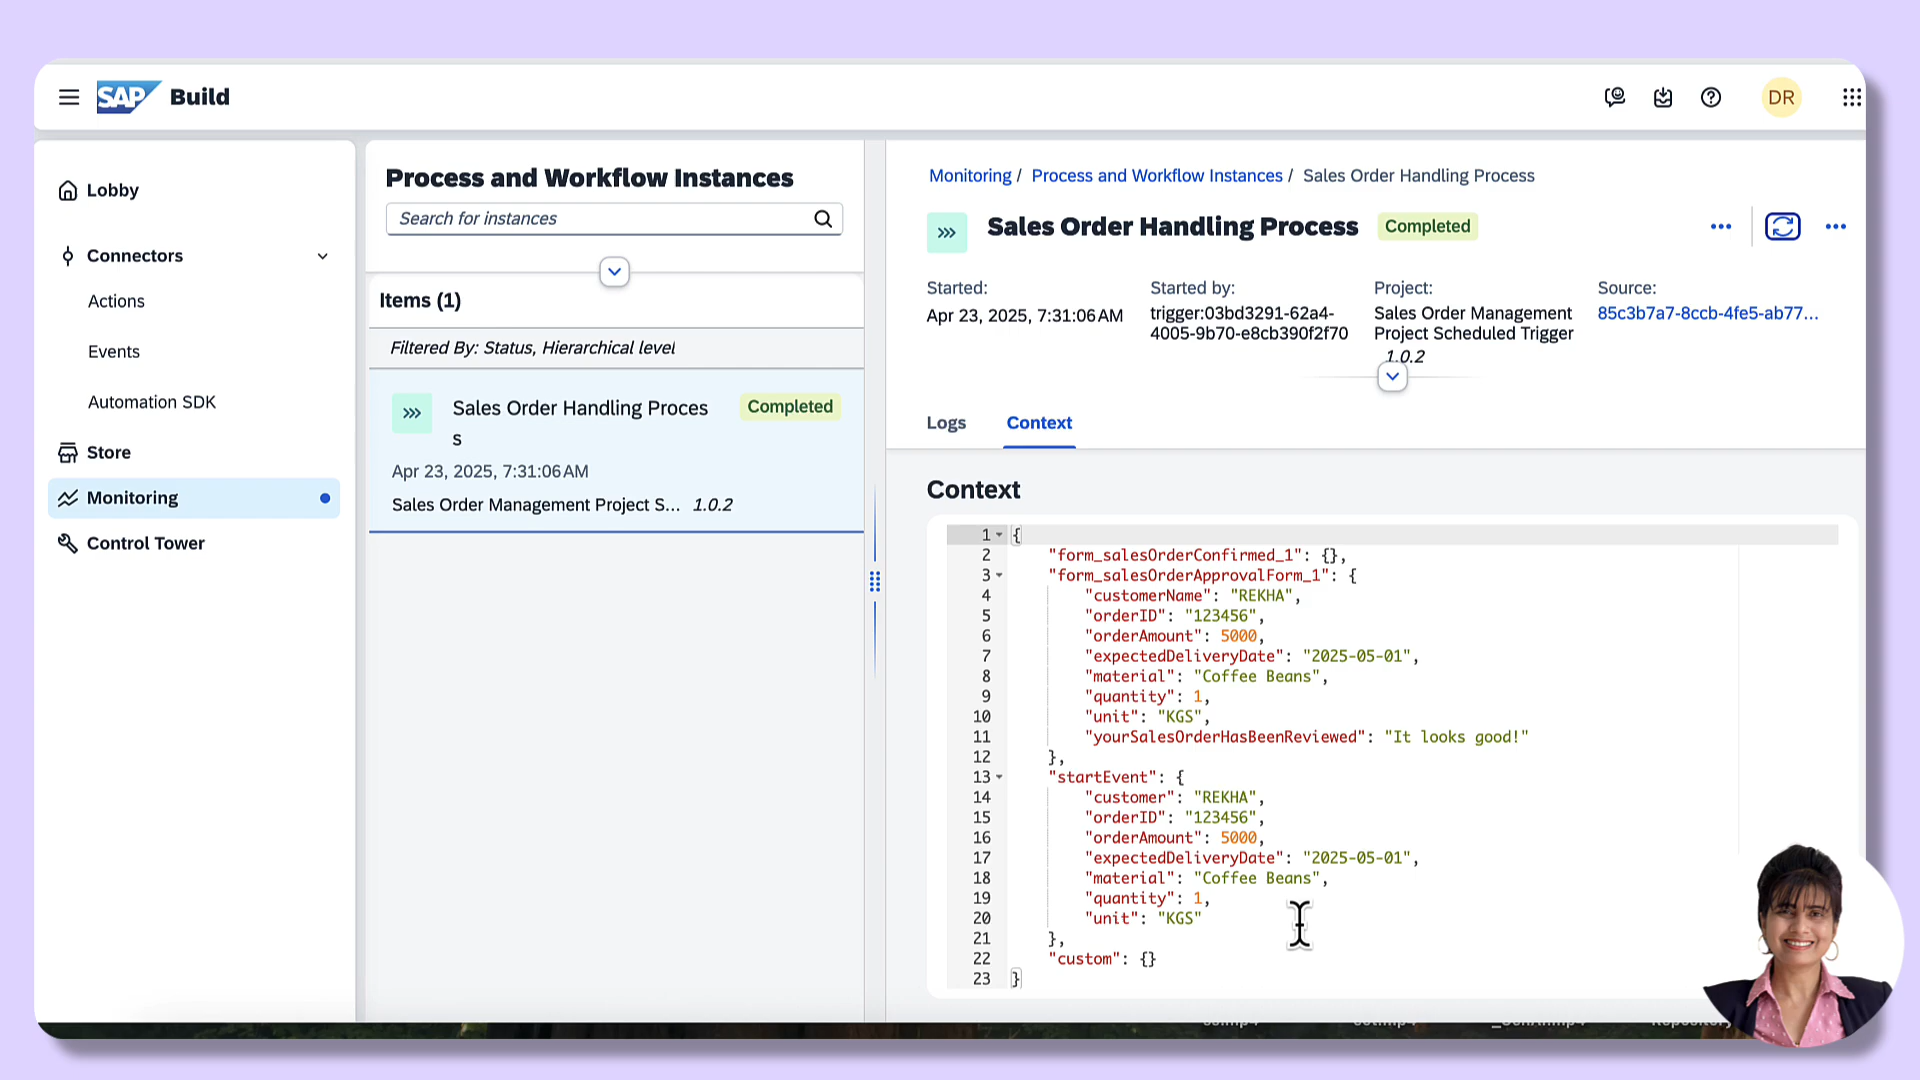 SAP Build
DR
Lobby
Connectors
Actions
Events
Automation SDK
Store
Monitoring
Control Tower
Process and Workflow Instances
Search for instances
Items (1)
Filtered By: Status, Hierarchical level
Sales Order Handling Proces
s
Completed
Apr 23, 2025, 7:31:06 AM
Sales Order Management Project S... 1.0.2
Monitoring / Process and Workflow Instances / Sales Order Handling Process
Sales Order Handling Process Completed
Started:
Apr 23, 2025, 7:31:06 AM
Started by:
trigger:03bd3291-62a4-
4005-9b70-e8cb390f2f70
Project:
Sales Order Management
Project Scheduled Trigger
1.0.2
Source:
85c3b7a7-8ccb-4fe5-ab77...
Logs Context
Context
1 {
2 "form_salesOrderConfirmed_1": {},
3 "form_salesOrderApprovalForm_1": {
4 "customerName": "REKHA",
5 "orderID": "123456",
6 "orderAmount": 5000,
7 "expectedDeliveryDate": "2025-05-01",
8 "material": "Coffee Beans",
9 "quantity": 1,
10 "unit": "KGS",
11 "yourSalesOrderHasBeenReviewed": "It looks good!"
12 },
13 "startEvent": {
14 "customer": "REKHA",
15 "orderID": "123456",
16 "orderAmount": 5000,
17 "expectedDeliveryDate": "2025-05-01",
18 "material": "Coffee Beans",
19 "quantity": 1,
20 "unit": "KGS"
21 },
22 "custom": {}
23 }